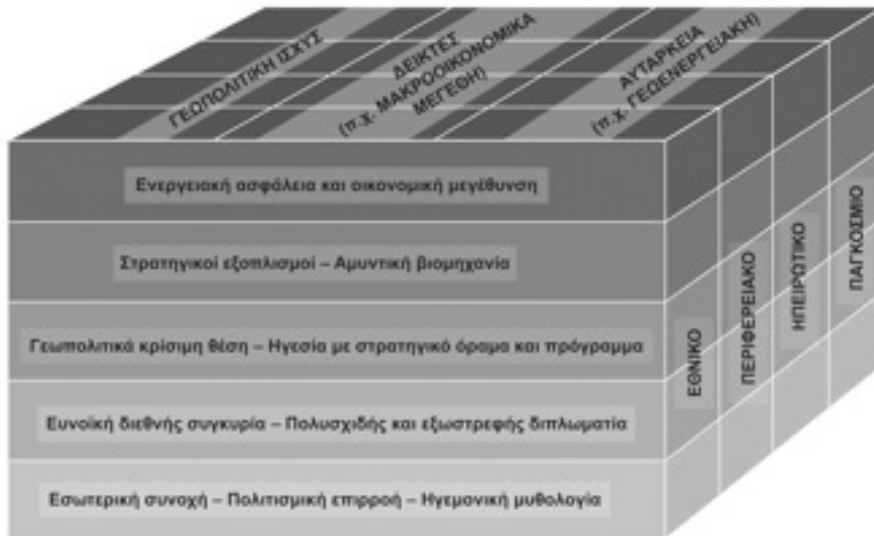 ΓΕΩΠΟΛΙΤΙΚΗ ΙΣΧΥΣ
ΔΕΙΚΤΕΣ
(π.χ. ΜΑΚΡΟΟΙΚΟΝΟΜΙΚΑ
ΜΕΓΕΘΗ)
ΑΥΤΑΡΚΕΙΑ
(π.χ. ΓΕΩΕΝΕΡΓΕΙΑΚΗ)
Ενεργειακή ασφάλεια και οικονομική μεγέθυνση
Στρατηγικοί εξοπλισμοί – Αμυντική βιομηχανία
Γεωπολιτικά κρίσιμη θέση – Ηγεσία με στρατηγικό όραμα και πρόγραμμα
Ευνοϊκή διεθνής συγκυρία – Πολυσχιδής και εξωστρεφής διπλωματία
Εσωτερική συνοχή – Πολιτισμική επιρροή – Ηγεμονική μυθολογία
ΕΘΝΙΚΟ
ΠΕΡΙΦΕΡΕΙΑΚΟ
ΗΠΕΙΡΩΤΙΚΟ
ΠΑΓΚΟΣΜΙΟ